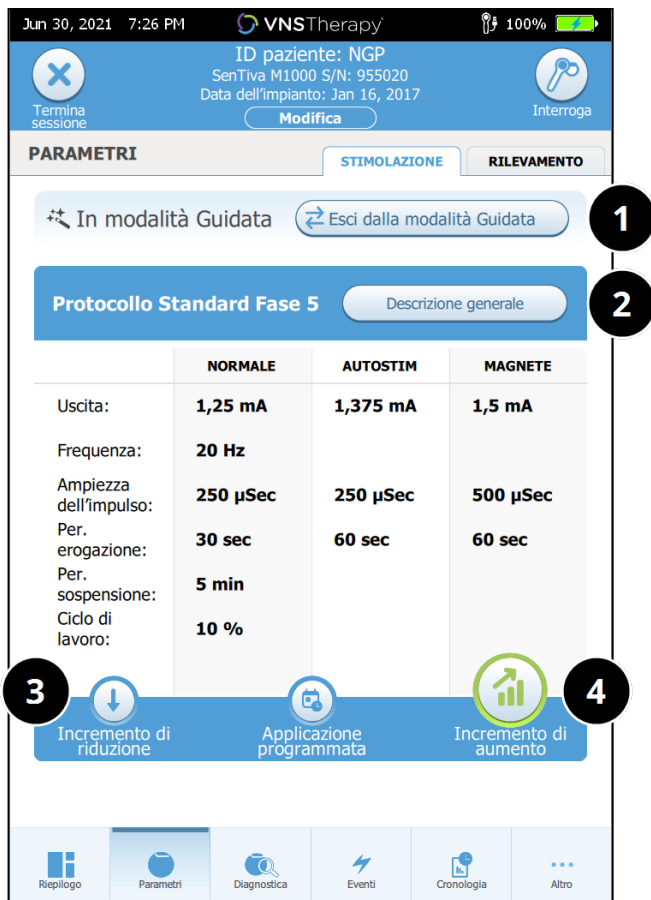 Jun 30, 2021 7:26 PM VNSTherapy 100%
ID paziente: NGP
SenTiva M1000 S/N: 955020
Data dell'impianto: Jan 16, 2017
Modifica
Termina
sessione
Interroga
PARAMETRI STIMOLAZIONE RILEVAMENTO
In modalità Guidata Esci dalla modalità Guidata 1
Protocollo Standard Fase 5 Descrizione generale 2
NORMALE AUTOSTIM MAGNETE
Uscita: 1,25 mA 1,375 mA 1,5 mA
Frequenza: 20 Hz
Ampiezza
dell'impulso: 250 µSec 250 µSec 500 µSec
Per.
erogazione: 30 sec 60 sec 60 sec
Per.
sospensione: 5 min
Ciclo di
lavoro: 10 %
3 4
Incremento di
riduzione
Applicazione
programmata
Incremento di
aumento
Riepilogo Parametri Diagnostica Eventi Cronologia Altro